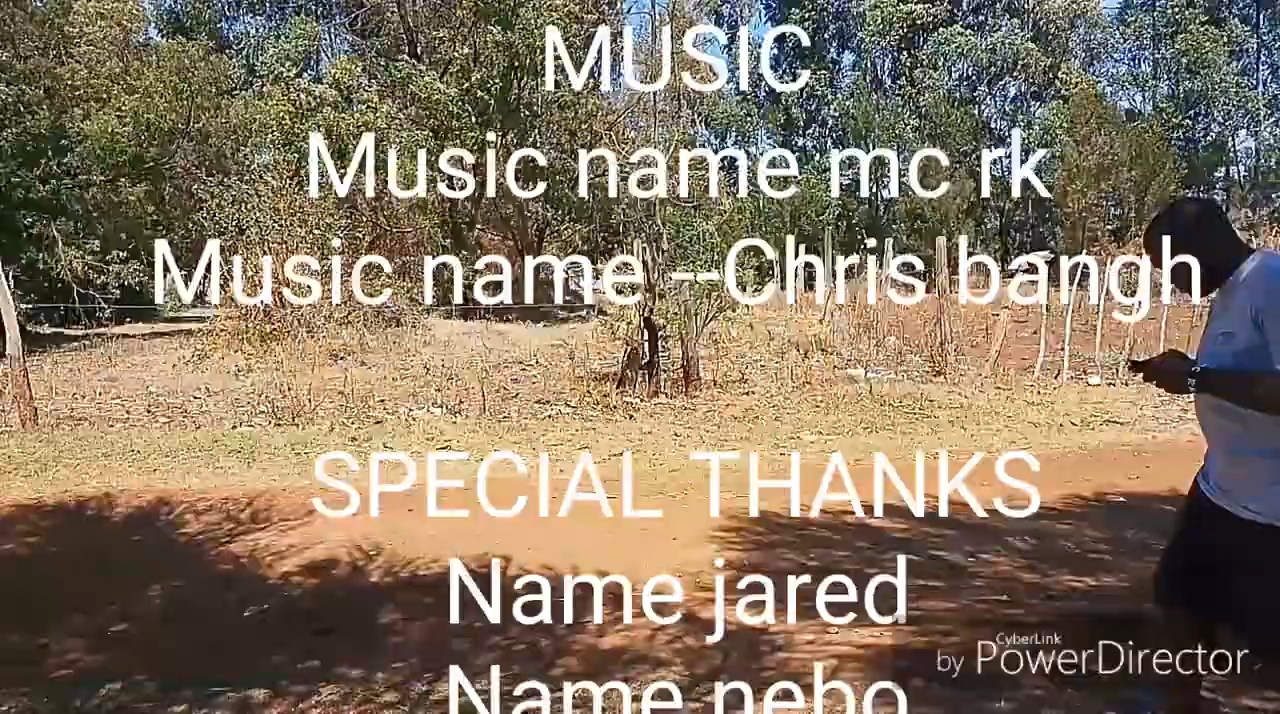 MUSIC
Music name mc rk
Music name --Chris bangh
SPECIAL THANKS
Name jared
Name nebo
CyberLink
by PowerDirector